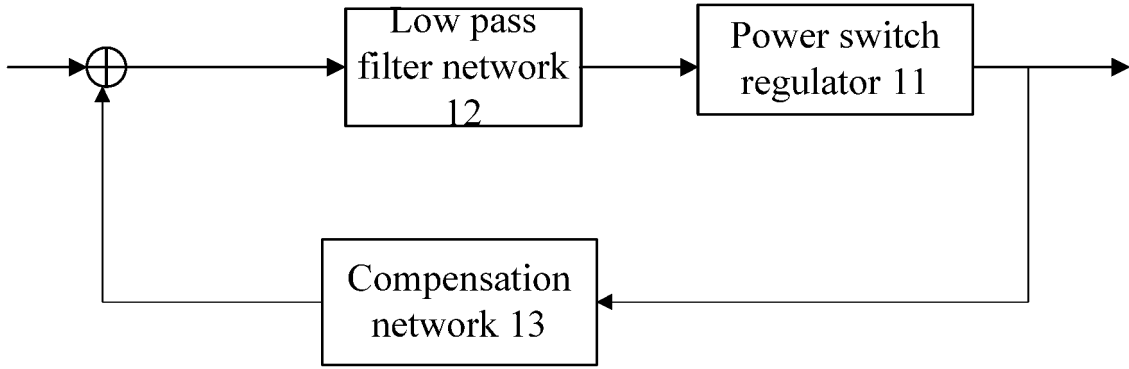 Low pass
filter network
12
Power switch
regulator 11
Compensation
network 13